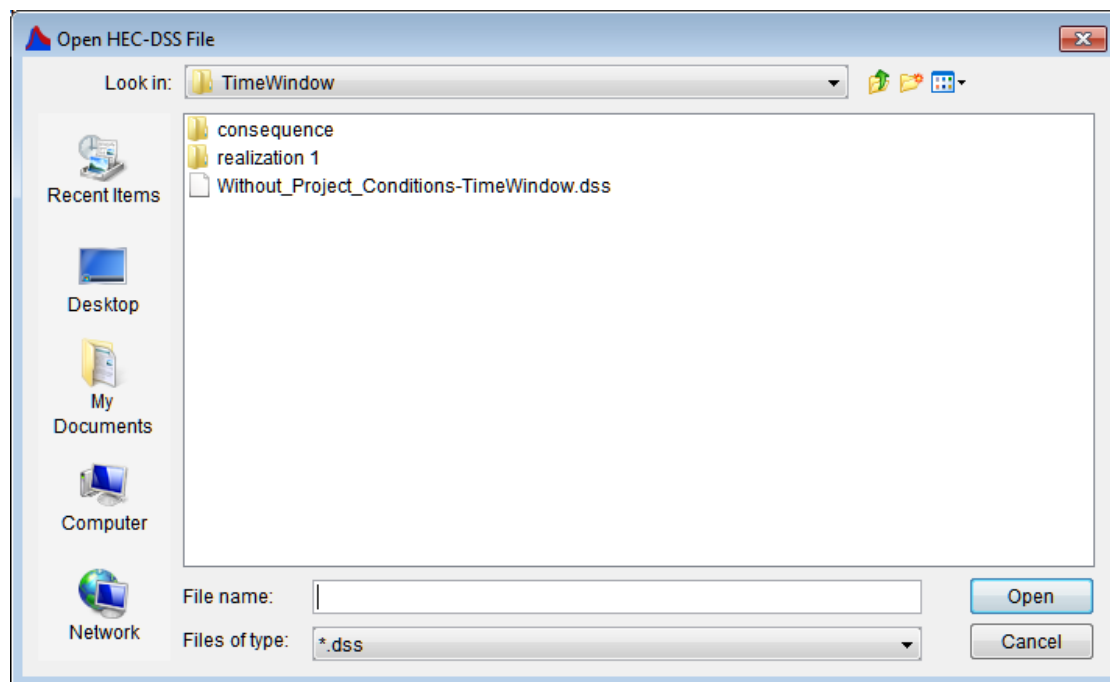 Open HEC-DSS File
Look in: TimeWindow
consequence
realization 1
Without_Project_Conditions-TimeWindow.dss
Recent Items
Desktop
My
Documents
Computer
Network
File name:
Open
Files of type: *.dss
Cancel